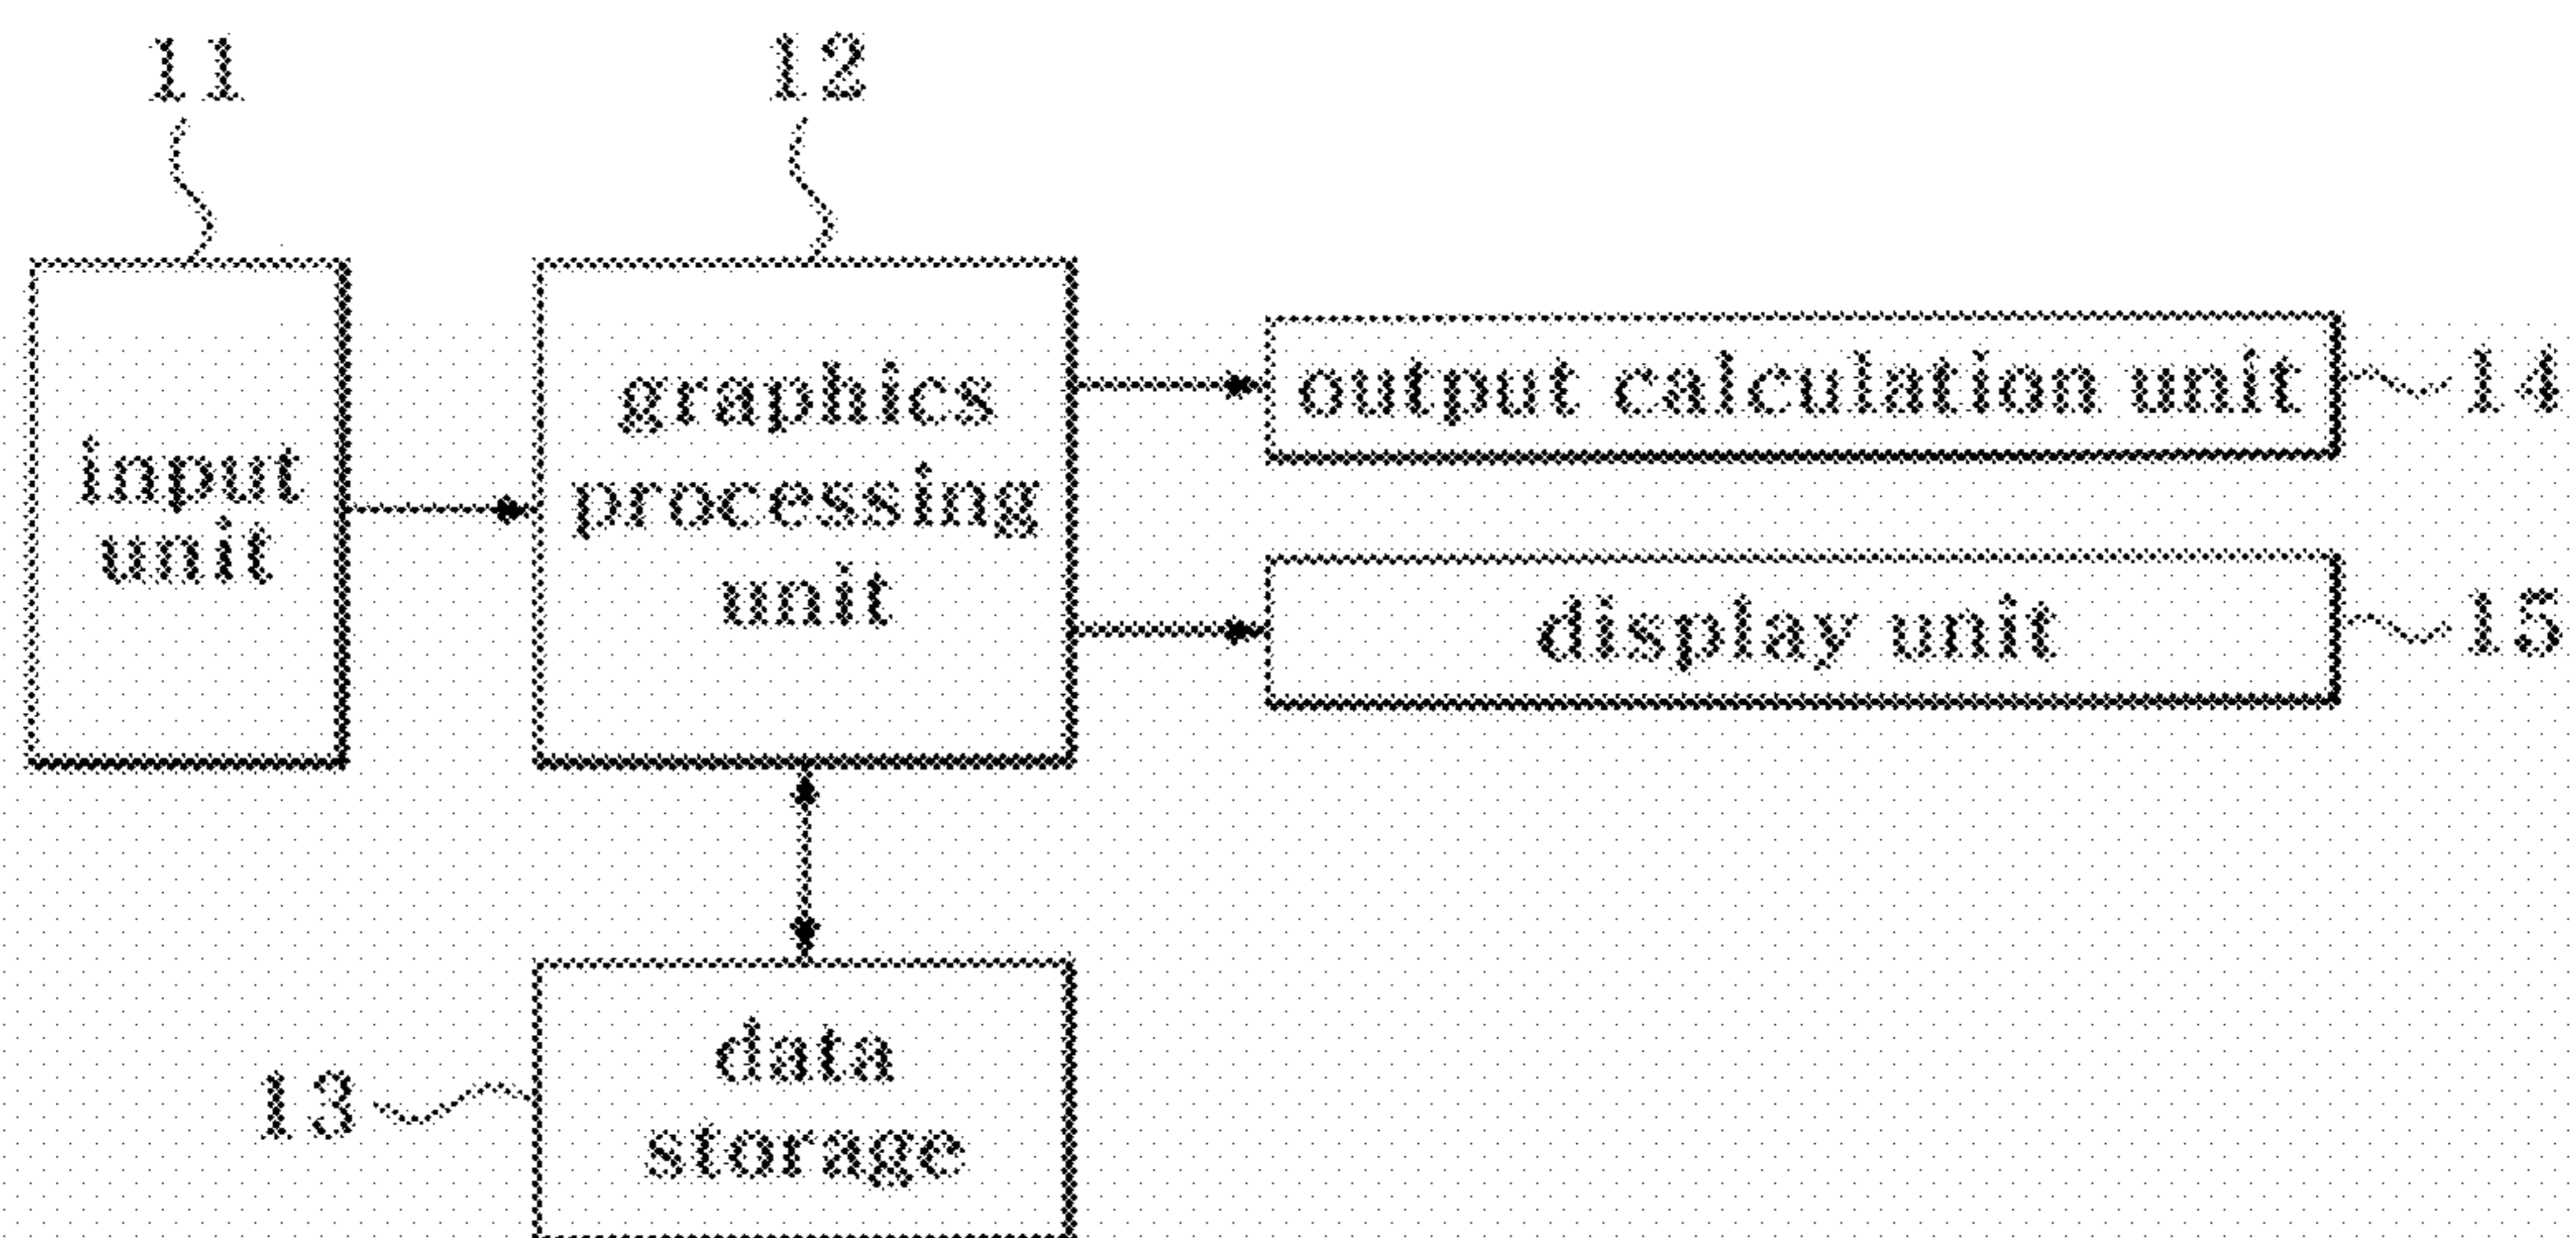 11
12
input
unit
graphics
processing
unit
output calculation unit
14
display unit
15
13
data
storage